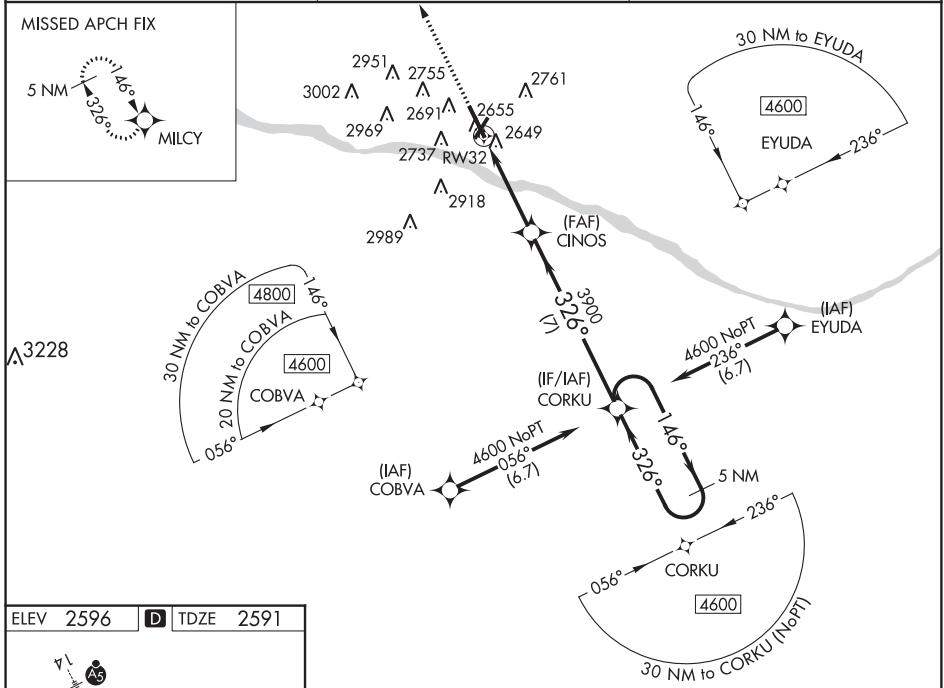 MISSED APCH FIX
5 NM
146°
326°
MILCY
2951
2755
2761
3002
2691
2655
2969
2649
2737
RW32
2918
2989
30 NM to EYUDA
4600
146°
EYUDA
236°
(FAF)
CINOS
3900
326°
(7)
30 NM to COBVA
4800
146°
20 NM to COBVA
4600
COBVA
056°
3228
(IAF)
EYUDA
4600 NoPT
236°
(6.7)
(IF/IAF)
CORKU
146°
326°
5 NM
4600 NoPT
056°
(6.7)
(IAF)
COBVA
236°
056°
CORKU
4600
30 NM to CORKU (NoPT)
ELEV 2596 D TDZE 2591
14
A5